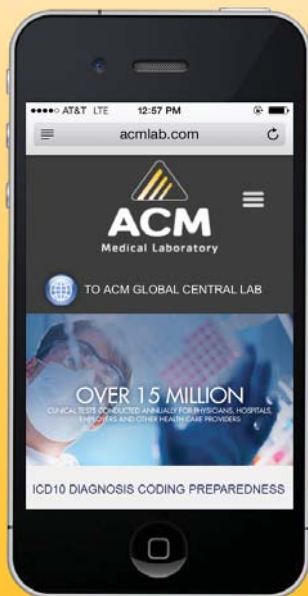 AT&T LTE 12:57 PM
acmlab.com
ACM
Medical Laboratory
TO ACM GLOBAL CENTRAL LAB
OVER 15 MILLION
CLINICAL TESTS CONDUCTED ANNUALLY FOR PHYSICIANS, HOSPITALS,
EMPLOYERS AND OTHER HEALTH CARE PROVIDERS
ICD10 DIAGNOSIS CODING PREPAREDNESS